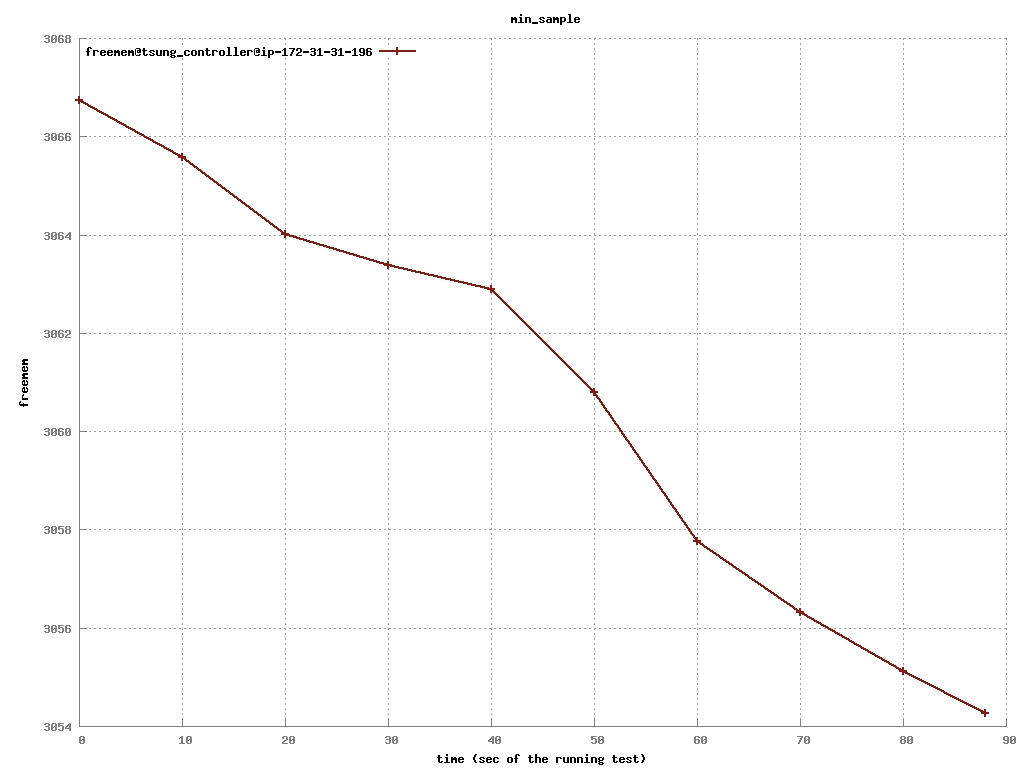 min_sample
3068
freemem@tsung_controller@ip-172-31-31-196
3066
3064
3062
freemem
3060
3058
3056
3054
0 10 20 30 40 50 60 70 80 90
time (sec of the running test)